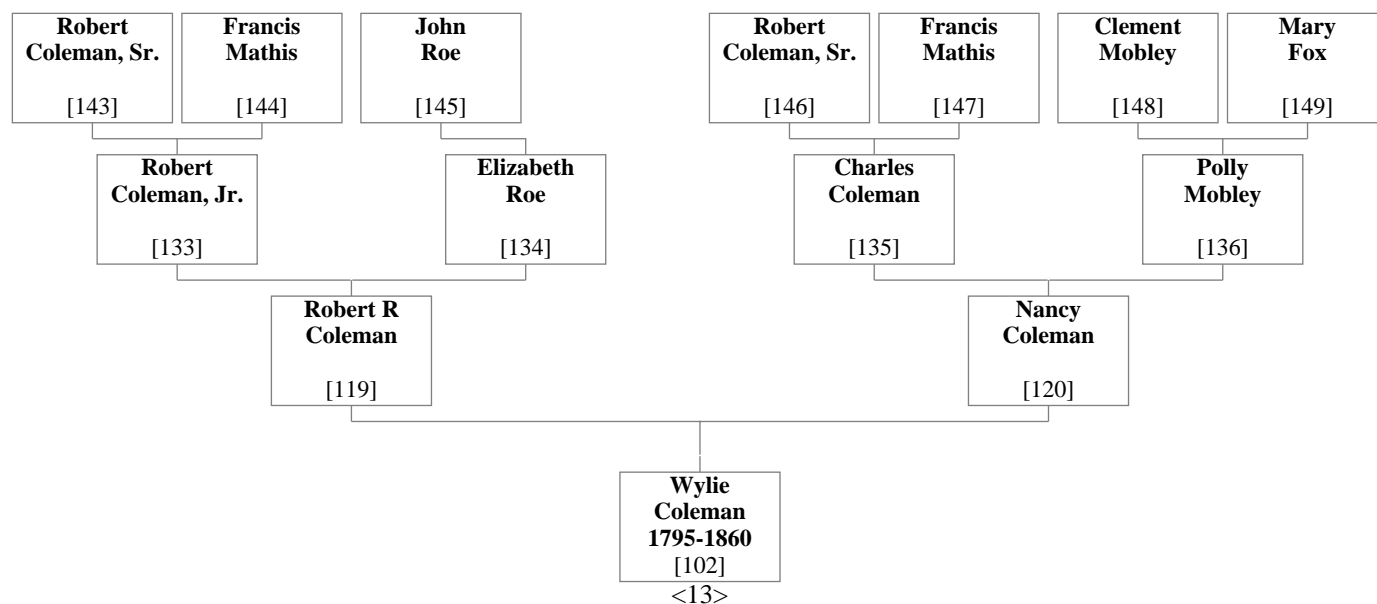 Robert
Coleman, Sr.
[143]
Francis
Mathis
[144]
John
Roe
[145]
Robert
Coleman, Sr.
[146]
Francis
Mathis
[147]
Clement
Mobley
[148]
Mary
Fox
[149]
Robert
Coleman, Jr.
[133]
Elizabeth
Roe
[134]
Charles
Coleman
[135]
Polly
Mobley
[136]
Robert R
Coleman
[119]
Nancy
Coleman
[120]
Wylie
Coleman
1795-1860
[102]
<13>